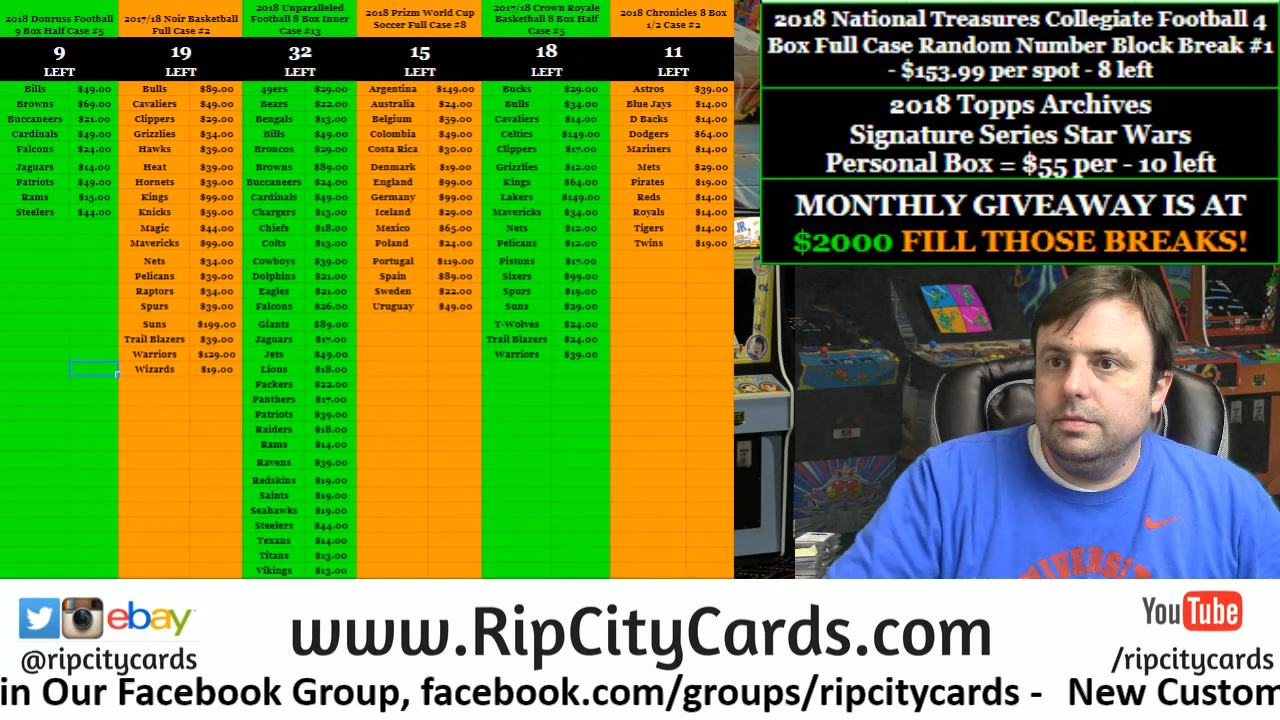 2018 Donruss Football
9 Box Half Case #5
9
LEFT
Bills $49.00
Browns $69.00
Buccaneers $21.00
Cardinals $49.00
Falcons $24.00
Jaguars $14.00
Patriots $49.00
Rams $15.00
Steelers $44.00
2017/18 Noir Basketball
Full Case #2
19
LEFT
Bulls $89.00
Cavaliers $49.00
Clippers $29.00
Grizzlies $34.00
Hawks $39.00
Heat $39.00
Hornets $39.00
Kings $99.00
Knicks $59.00
Magic $44.00
Mavericks $99.00
Nets $34.00
Pelicans $39.00
Raptors $34.00
Spurs $39.00
Suns $199.00
Trail Blazers $39.00
Warriors $129.00
Wizards $19.00
2018 Unparalleled
Football 8 Box Inner
Case #13
32
LEFT
49ers $29.00
Bears $22.00
Bengals $13.00
Bills $49.00
Broncos $29.00
Browns $89.00
Buccaneers $24.00
Cardinals $49.00
Chargers $13.00
Chiefs $18.00
Colts $13.00
Cowboys $39.00
Dolphins $21.00
Eagles $21.00
Falcons $26.00
Giants $89.00
Jaguars $17.00
Jets $49.00
Lions $18.00
Packers $22.00
Panthers $17.00
Patriots $39.00
Raiders $18.00
Rams $14.00
Ravens $39.00
Redskins $19.00
Saints $19.00
Seahawks $19.00
Steelers $44.00
Texans $14.00
Titans $13.00
Vikings $13.00
2018 Prizm World Cup
Soccer Full Case #8
15
LEFT
Argentina $149.00
Australia $24.00
Belgium $59.00
Colombia $49.00
Costa Rica $30.00
Denmark $19.00
England $99.00
Germany $99.00
Iceland $29.00
Mexico $65.00
Poland $24.00
Portugal $119.00
Spain $89.00
Sweden $22.00
Uruguay $49.00
2017/18 Crown Royale
Basketball 8 Box Half
Case #5
18
LEFT
Bucks $29.00
Bulls $34.00
Cavaliers $14.00
Celtics $149.00
Clippers $17.00
Grizzlies $12.00
Kings $64.00
Lakers $149.00
Mavericks $34.00
Nets $12.00
Pelicans $12.00
Pistons $17.00
Sixers $99.00
Spurs $19.00
Suns $29.00
T-Wolves $24.00
Trail Blazers $24.00
Warriors $39.00
2018 Chronicles 8 Box
1/2 Case #2
11
LEFT
Astros $39.00
Blue Jays $14.00
D Backs $14.00
Dodgers $64.00
Mariners $14.00
Mets $29.00
Pirates $19.00
Reds $14.00
Royals $14.00
Tigers $14.00
Twins $19.00
2018 National Treasures Collegiate Football 4
Box Full Case Random Number Block Break #1
- $153.99 per spot - 8 left
2018 Topps Archives
Signature Series Star Wars
Personal Box = $55 per - 10 left
MONTHLY GIVEAWAY IS AT
$2000 FILL THOSE BREAKS!
JR,
UNIVERSI
ebay
@ripcitycards
www.RipCityCards.com
YouTube
/ripcitycards
in Our Facebook Group, facebook.com/groups/ripcitycards - New Custom